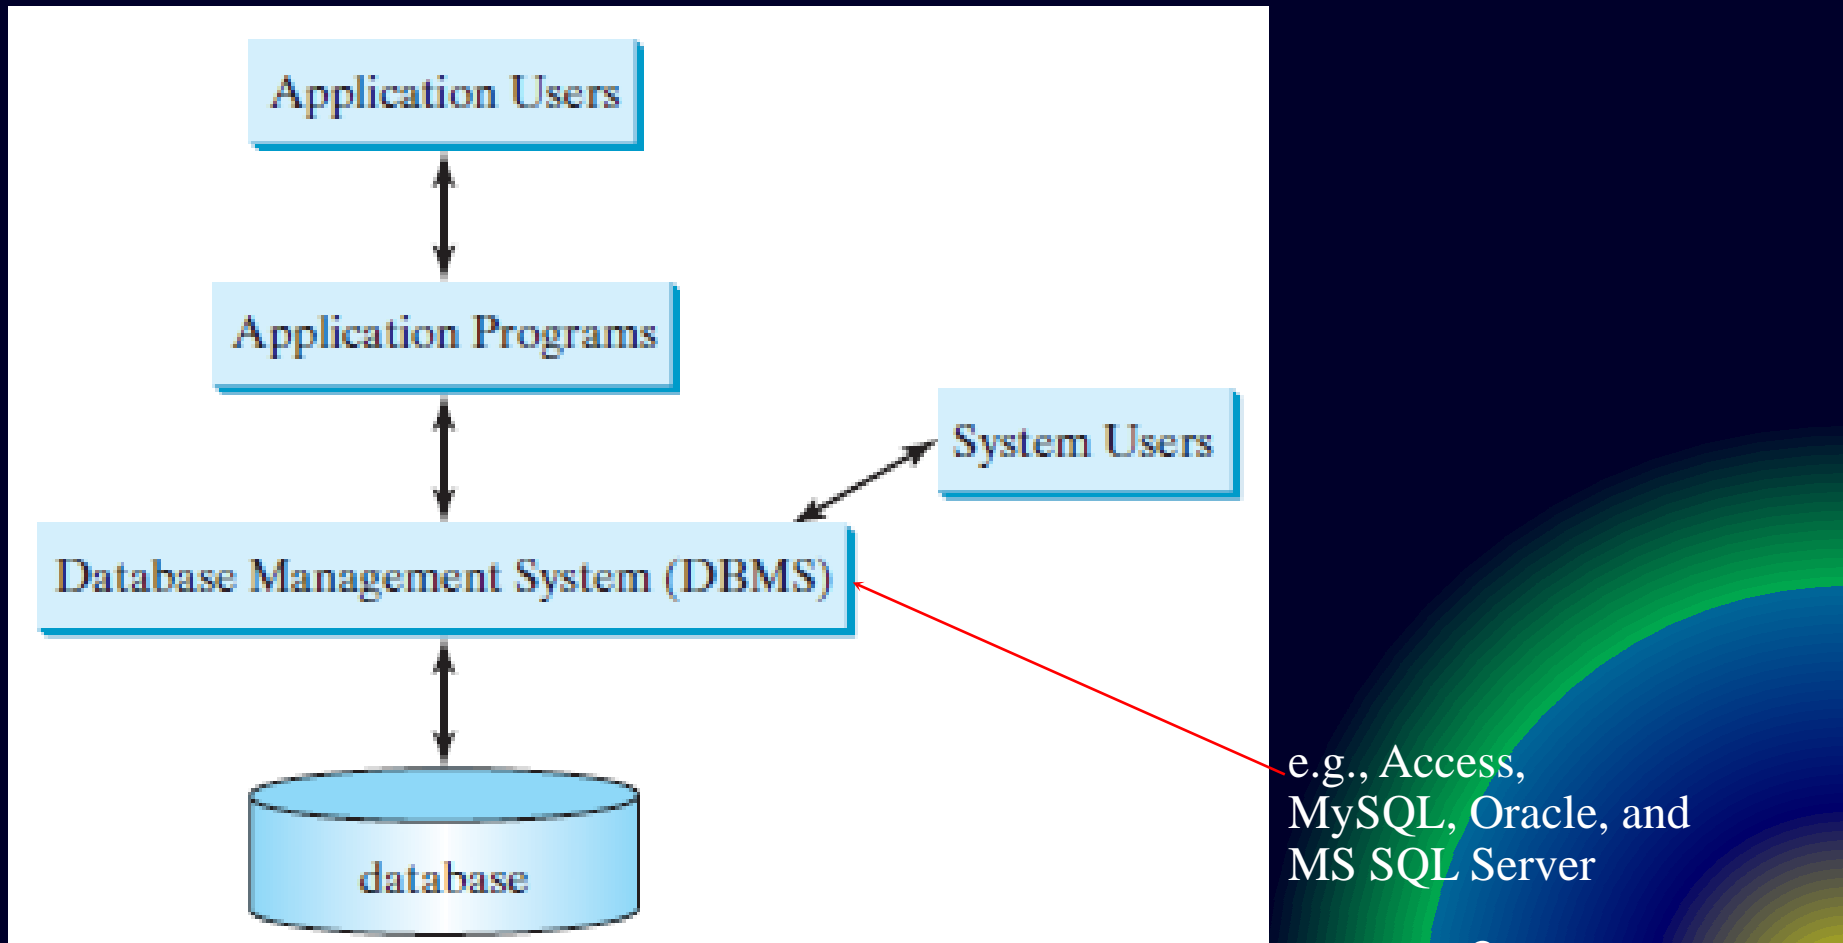 Application Users
Application Programs
System Users
Database Management System (DBMS)
e.g., Access,
MySQL, Oracle, and
MS SQL Server
database